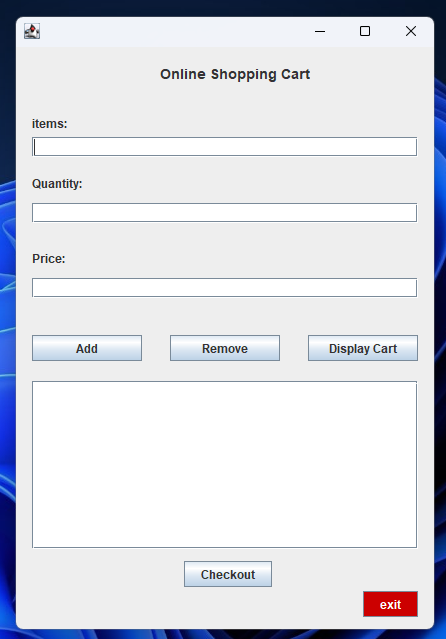 Online Shopping Cart
items:
Quantity:
Price:
Add Remove Display Cart
Checkout
exit